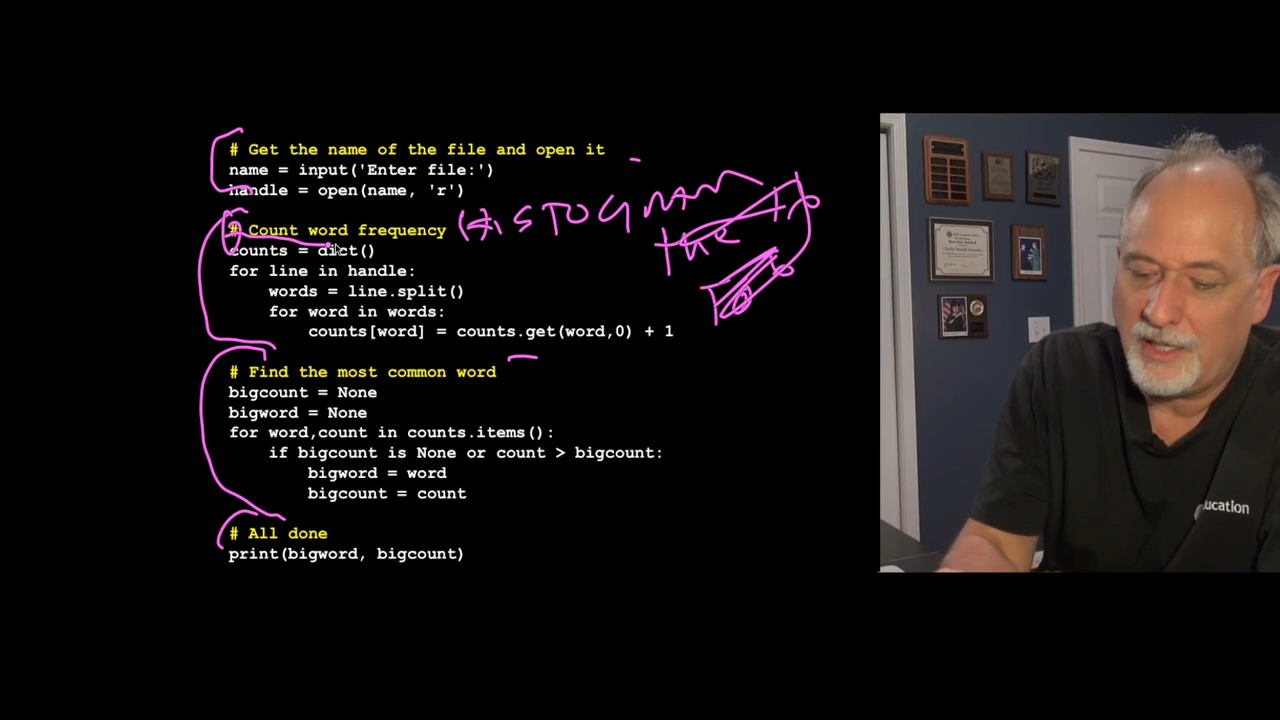 # Get the name of the file and open it
name = input('Enter file:')
handle = open(name, 'r')
# Count word frequency
HISTOGRAM
the
counts = dict()
for line in handle:
words = line.split()
for word in words:
counts[word] = counts.get(word,0) + 1
# Find the most common word
bigcount = None
bigword = None
for word,count in counts.items():
if bigcount is None or count > bigcount:
bigword = word
bigcount = count
# All done
print(bigword, bigcount)
ucation